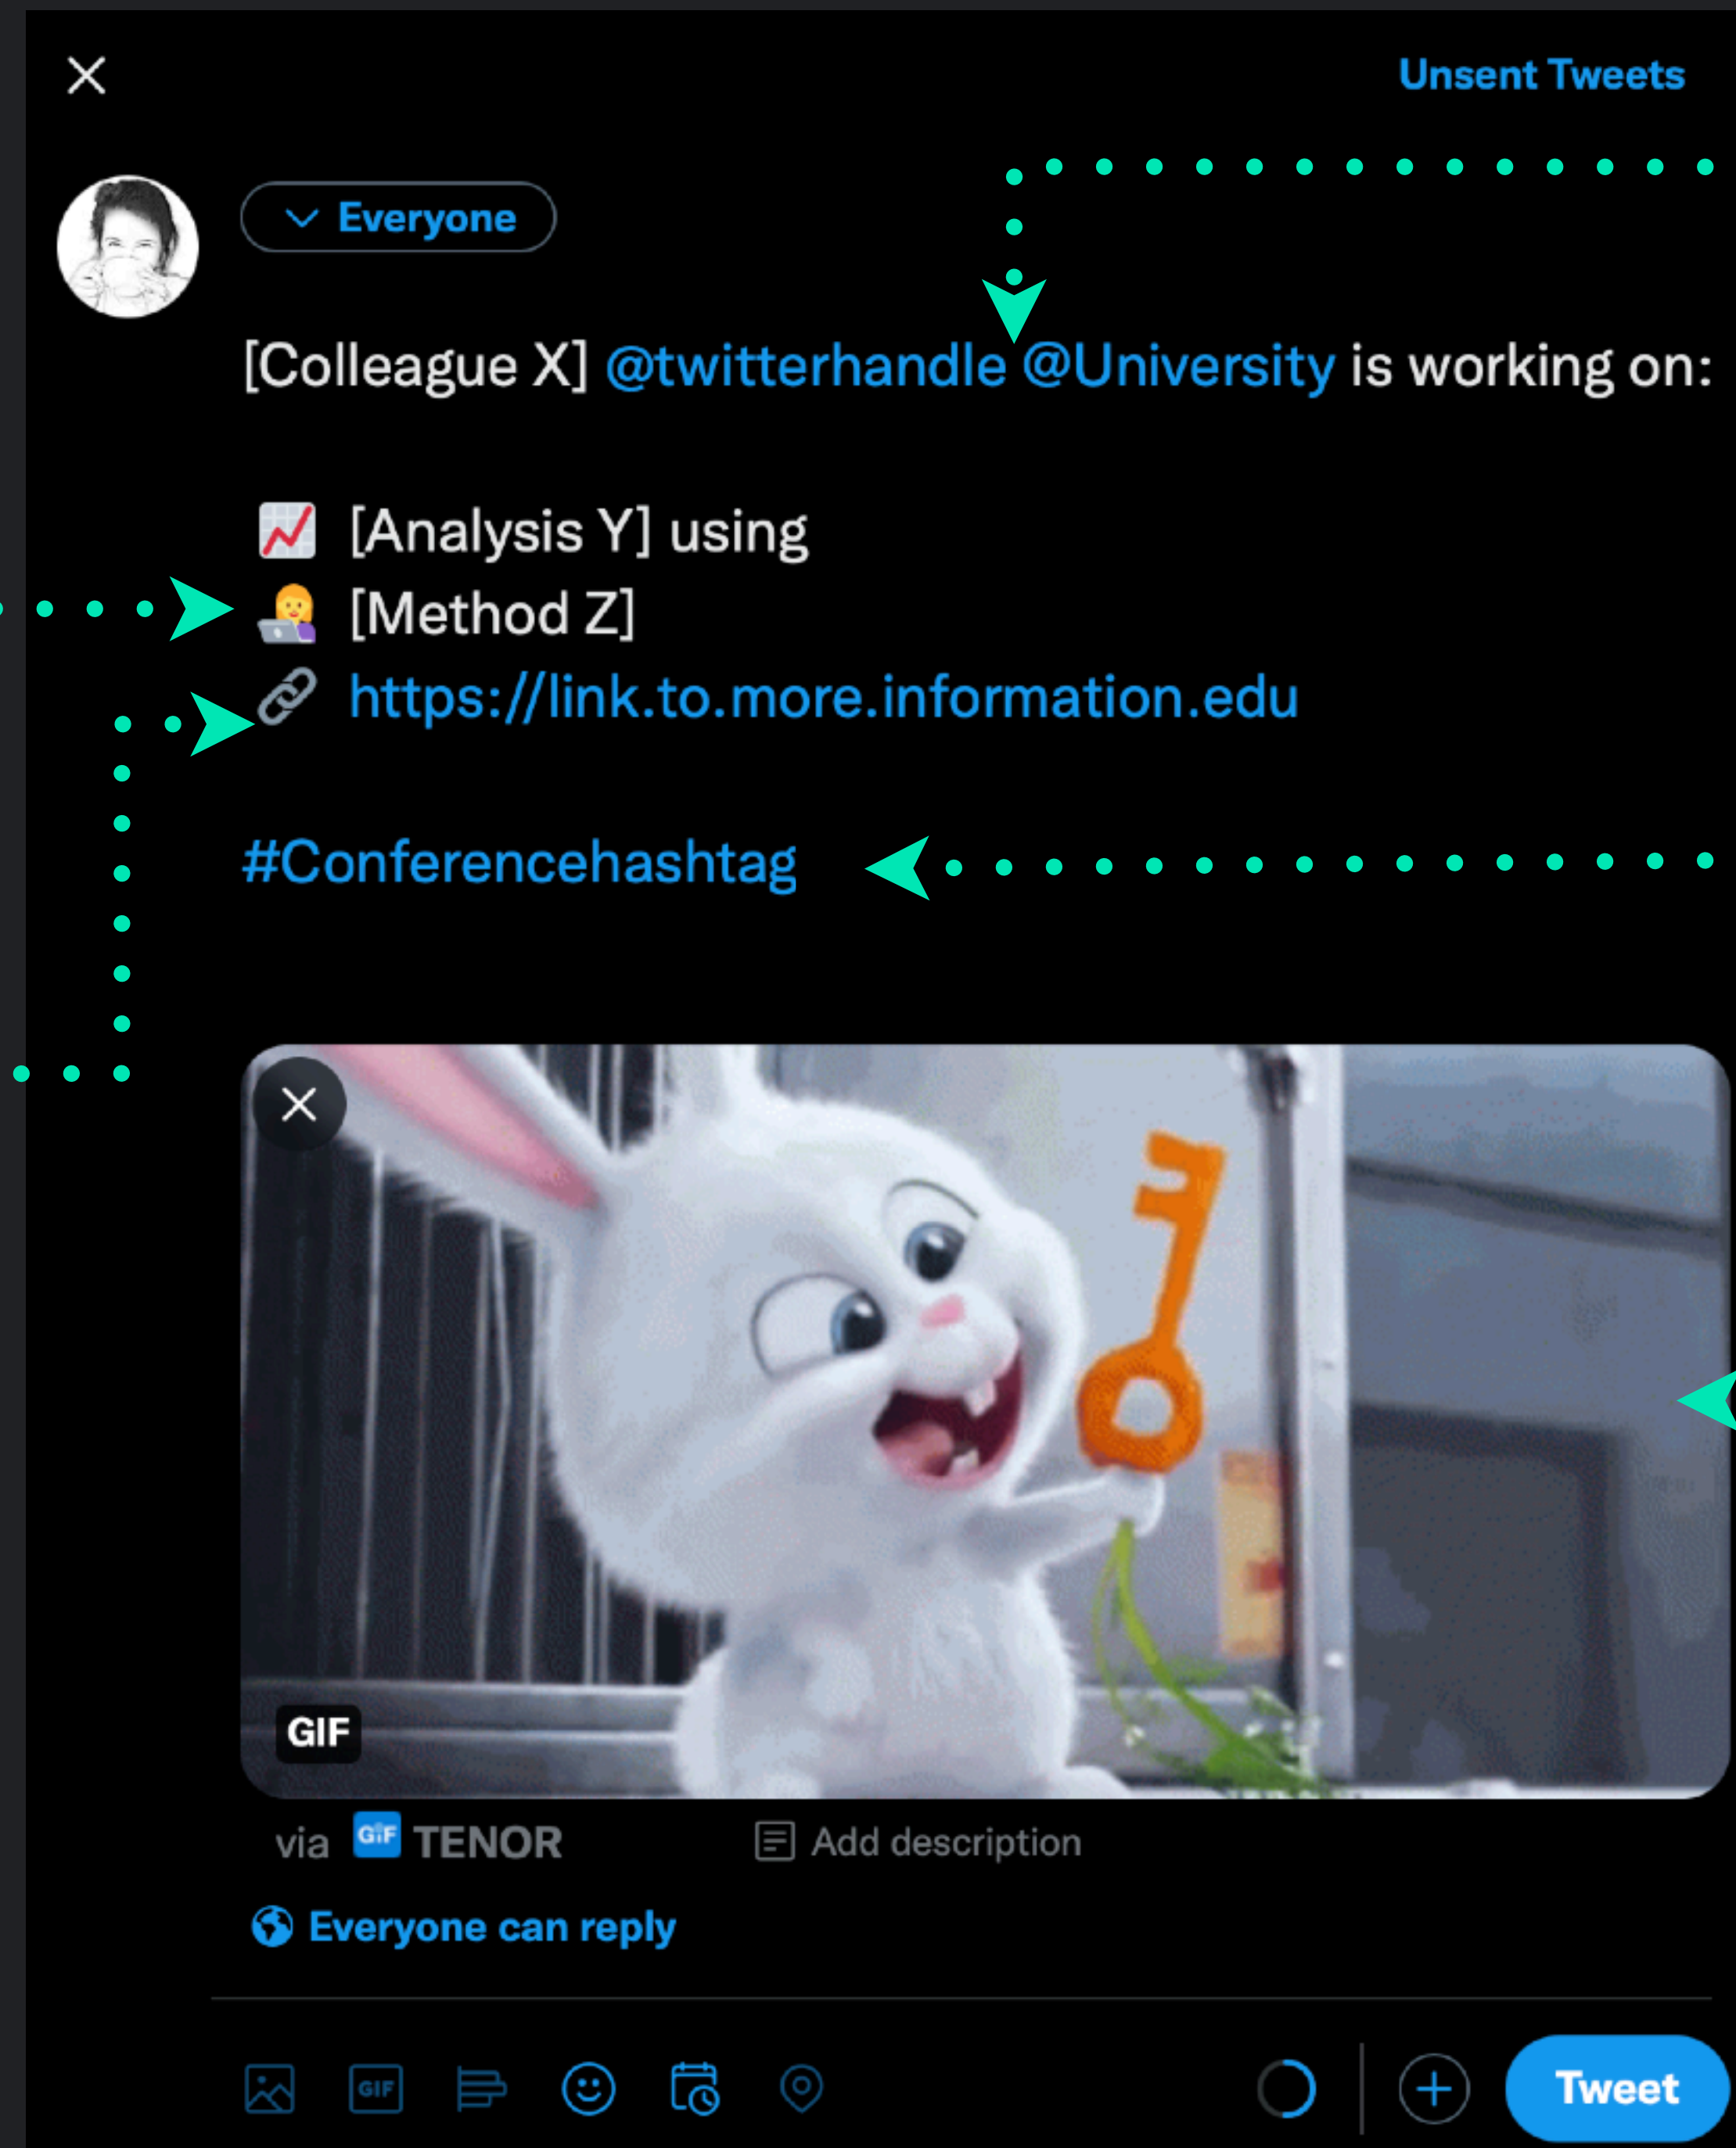 Unsent Tweets
Everyone
[Colleague X] @twitterhandle @University is working on:
[Analysis Y] using
[Method Z]
https://link.to.more.information.edu
#Conferencehashtag
GIF
via GIF TENOR Add description
Everyone can reply
GIF
Tweet